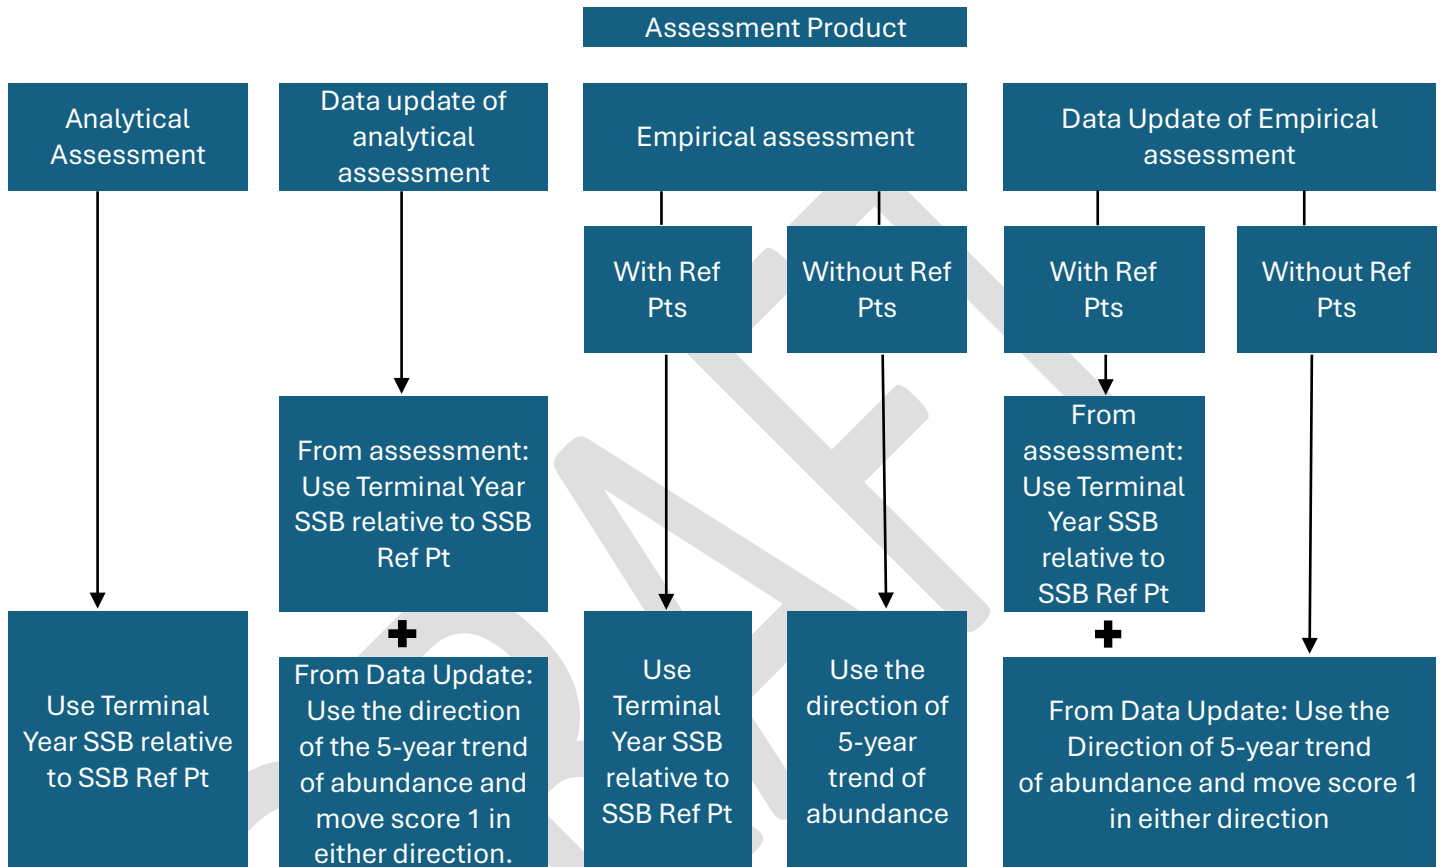 Assessment Product
Analytical
Assessment
Data update of
analytical
assessment
Empirical assessment
Data Update of Empirical
assessment
With Ref
Pts
Without Ref
Pts
With Ref
Pts
Without Ref
Pts
From assessment:
Use Terminal Year
SSB relative to SSB
Ref Pt
From
assessment:
Use Terminal
Year SSB
relative to
SSB Ref Pt
Use Terminal
Year SSB relative
to SSB Ref Pt
From Data Update:
Use the direction
of the 5-year trend
of abundance and
move score 1 in
either direction.
Use
Terminal
Year SSB
relative to
SSB Ref Pt
Use the
direction of
5-year
trend of
abundance
From Data Update: Use the
Direction of 5-year trend
of abundance and move score 1
in either direction
DRAFT